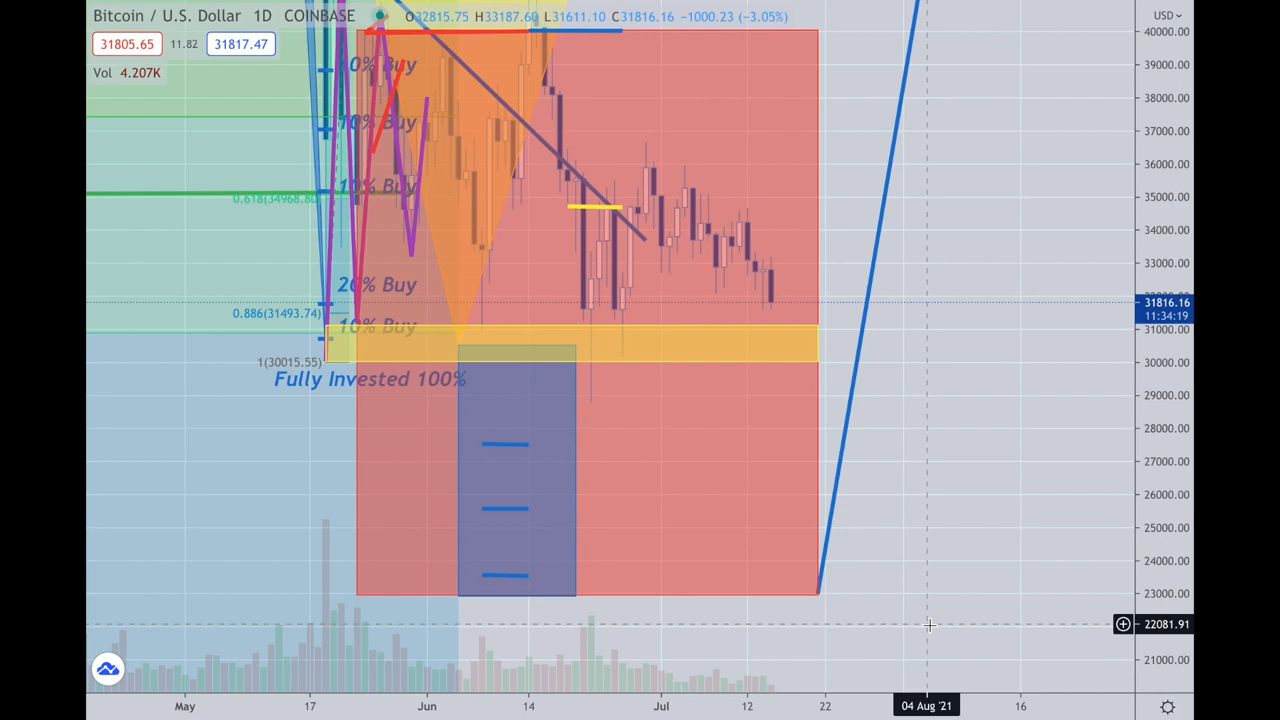 Bitcoin / U.S. Dollar 1D COINBASE O32815.75 H33187.60 L31611.10 C31816.16 −1000.23 (−3.05%)
31805.65 11.82 31817.47
Vol 4.207K
USD
40000.00
39000.00
38000.00
37000.00
36000.00
35000.00
34000.00
33000.00
31816.16
11:34:19
31000.00
30000.00
29000.00
28000.00
27000.00
26000.00
25000.00
24000.00
23000.00
22081.91
21000.00
Buy
10% Buy
10% Buy
0.618(34968.80)
20% Buy
0.886(31493.74)
10% Buy
1(30015.55)
Fully Invested 100%
May 17 Jun 14 Jul 12 22 04 Aug '21 16